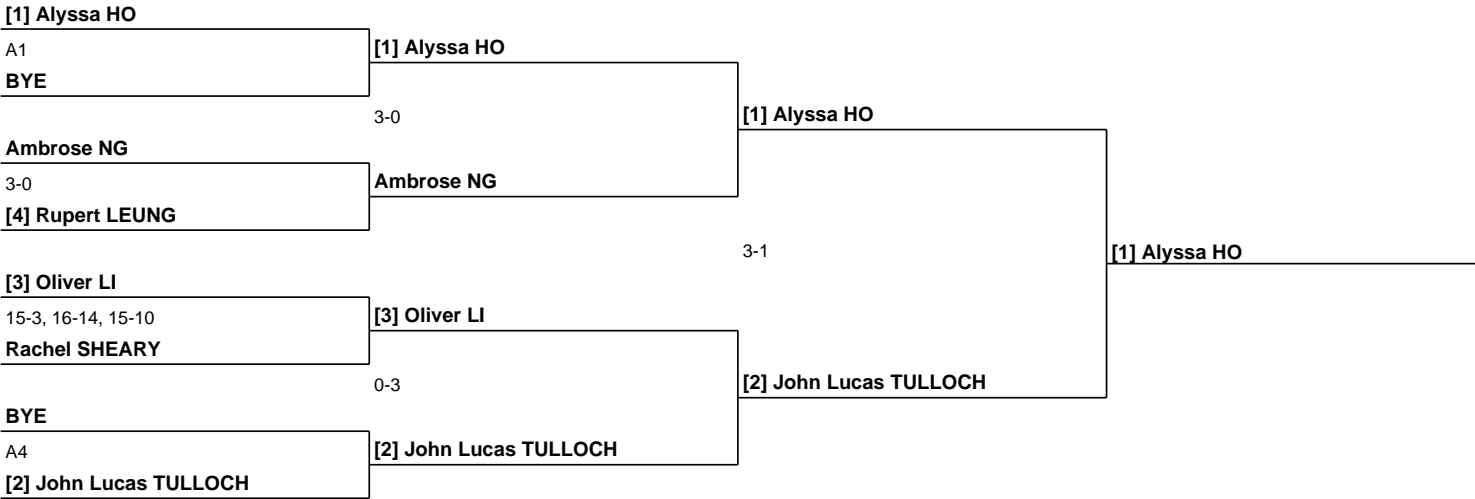 [1] Alyssa HO
A1
BYE
Ambrose NG
3-0
[4] Rupert LEUNG
[3] Oliver LI
15-3, 16-14, 15-10
Rachel SHEARY
BYE
A4
[2] John Lucas TULLOCH
[1] Alyssa HO
3-0
Ambrose NG
[3] Oliver LI
0-3
[2] John Lucas TULLOCH
[1] Alyssa HO
3-1
[2] John Lucas TULLOCH
[1] Alyssa HO